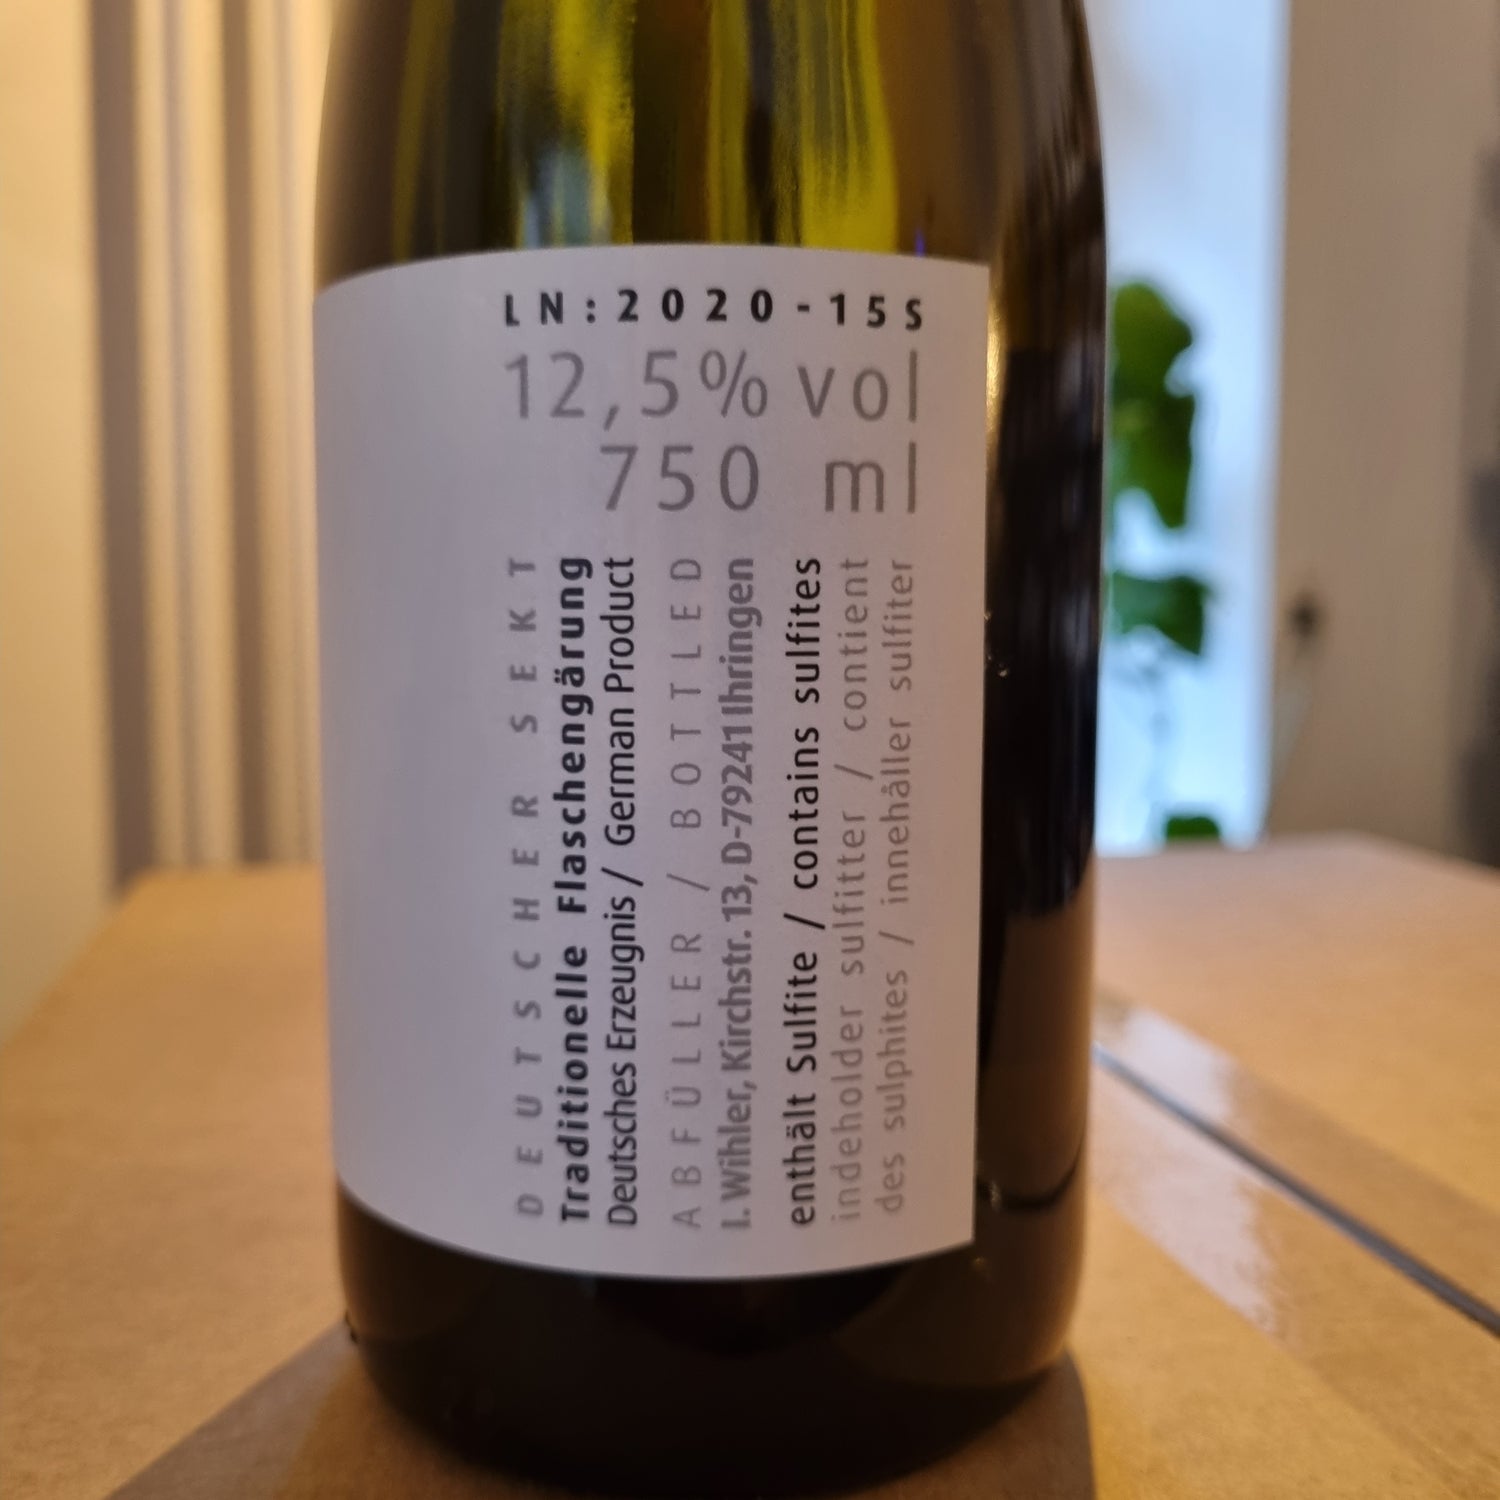 LN:2020-15S
12,5% vol
750 ml
DEUTSCHER SEKT
Traditionelle Flaschengärung
Deutsches Erzeugnis / German Product
ABFÜLLER / BOTTLED
J. Wihler, Kirchstr. 13, D-79241 Ihringen
enthält Sulfite / contains sulfites
indeholder sulfitter / contient
des sulphites / innehåller sulfiter